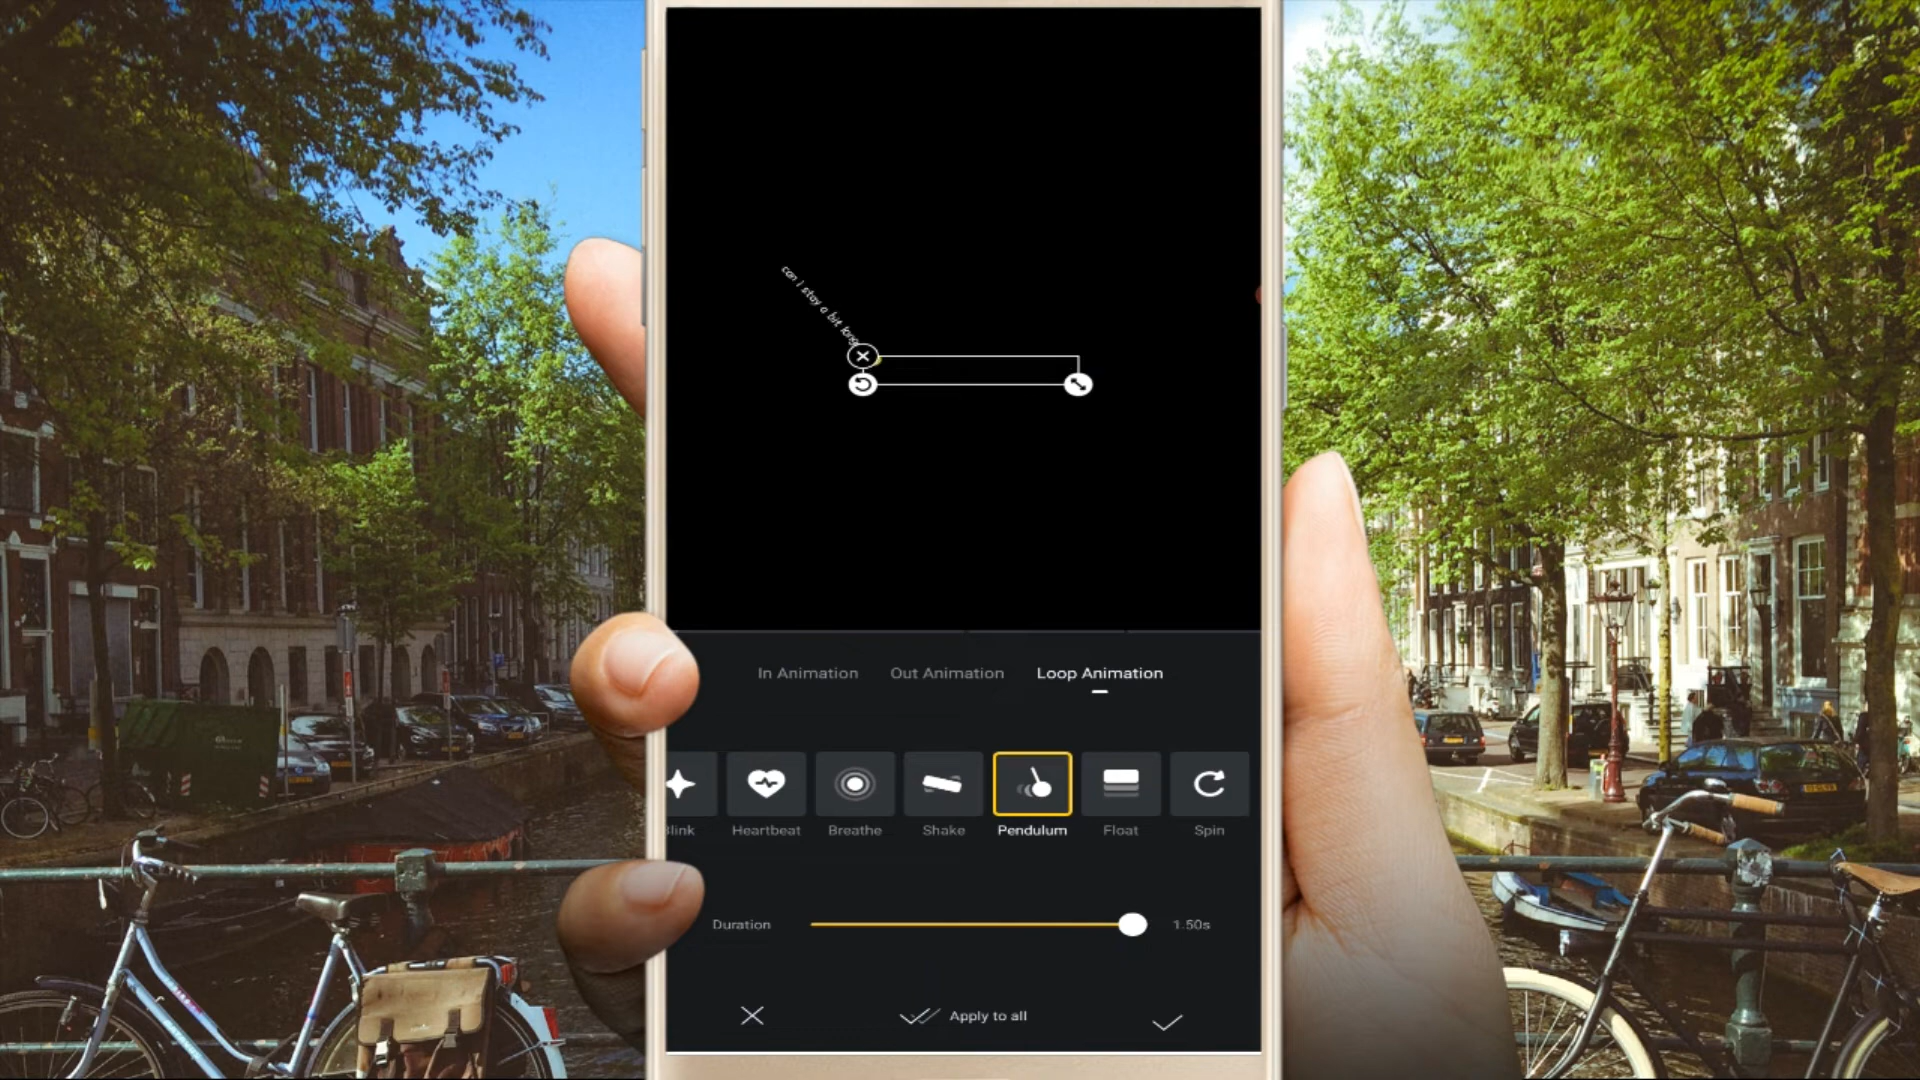 can i stay a bit long
In Animation Out Animation Loop Animation
Blink Heartbeat Breathe Shake Pendulum Float Spin
Duration 1.50s
Apply to all